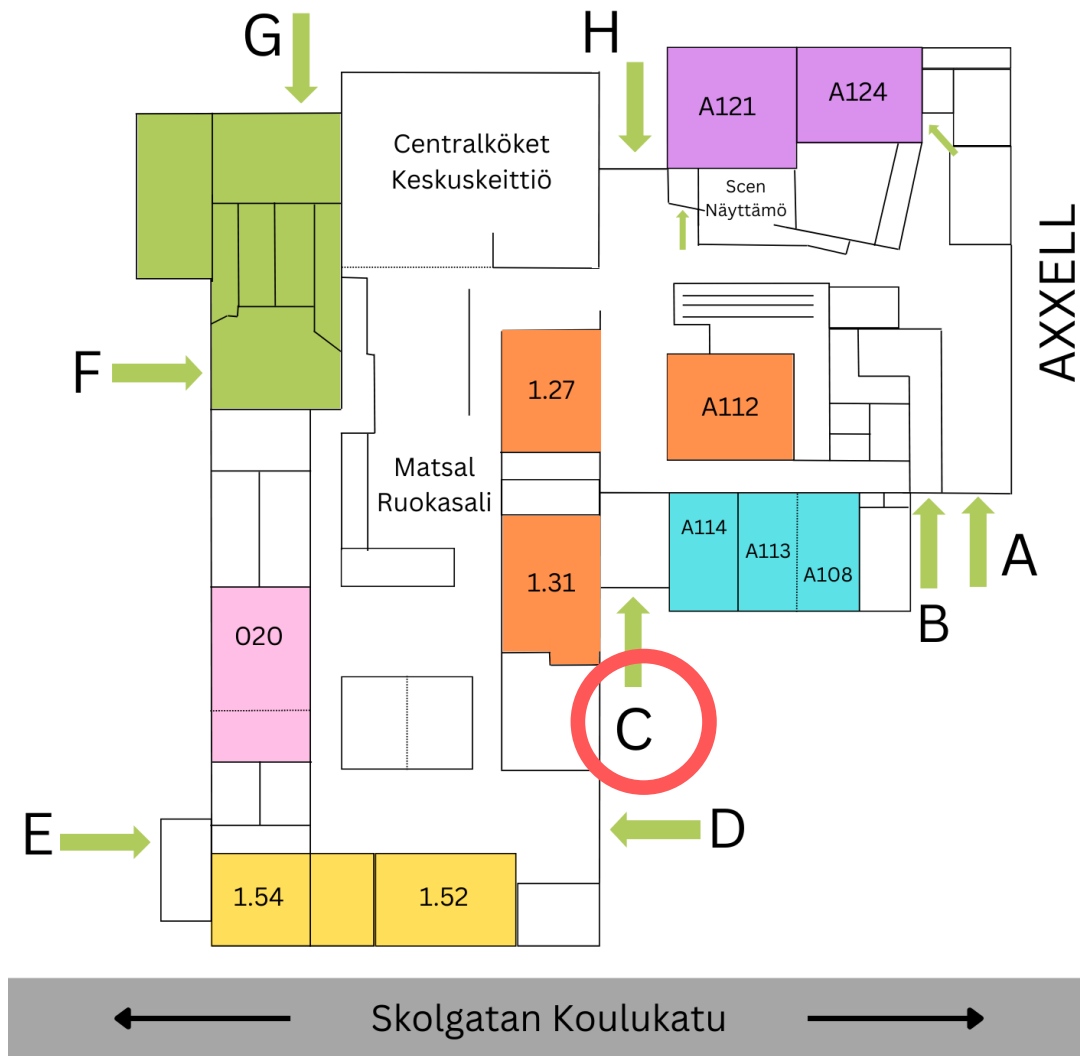 G
H
A121
A124
Centralköket
Keskuskeittiö
Scen
Näyttämö
AXXELL
F
1.27
A112
Matsal
Ruokasali
A114
A113
A108
A
1.31
B
020
C
E
D
1.54
1.52
Skolgatan Koulukatu